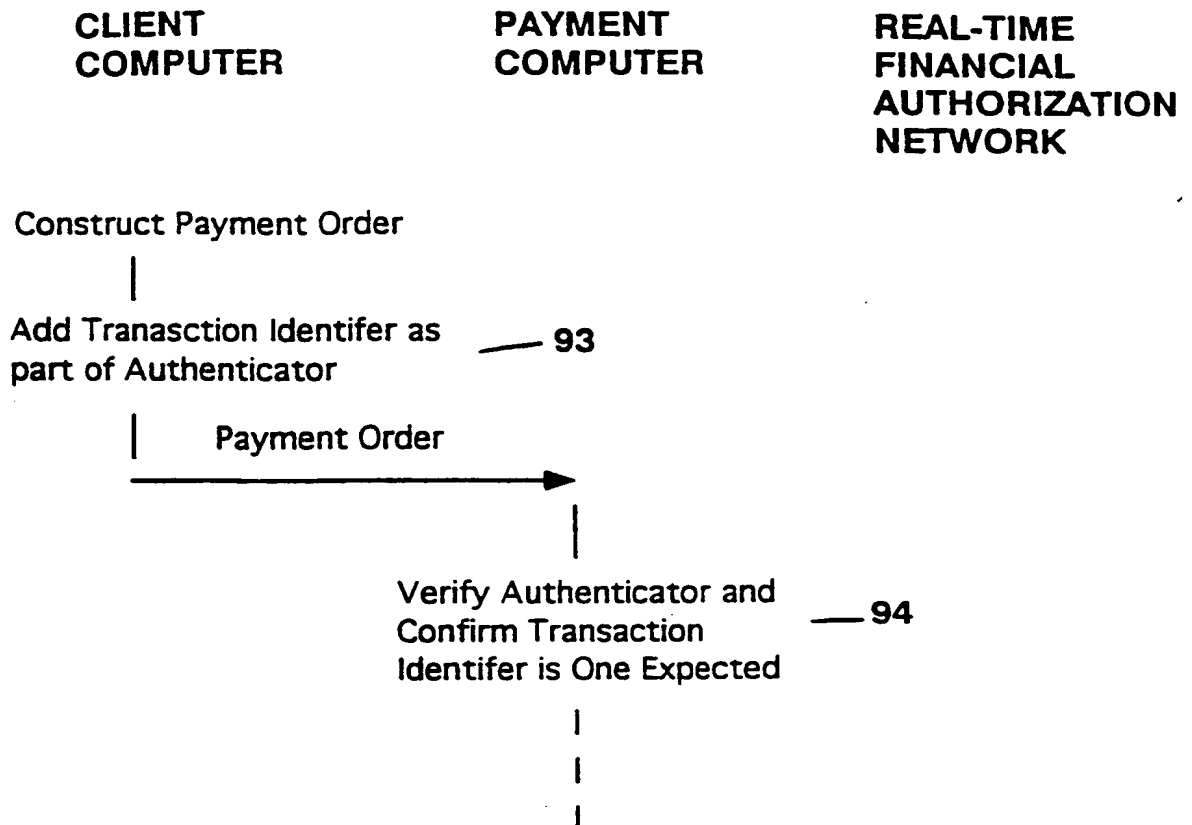 CLIENT
COMPUTER
PAYMENT
COMPUTER
REAL-TIME
FINANCIAL
AUTHORIZATION
NETWORK
Construct Payment Order
Add Tranasction Identifer as
part of Authenticator
93
Payment Order
Verify Authenticator and
Confirm Transaction
Identifer is One Expected
94